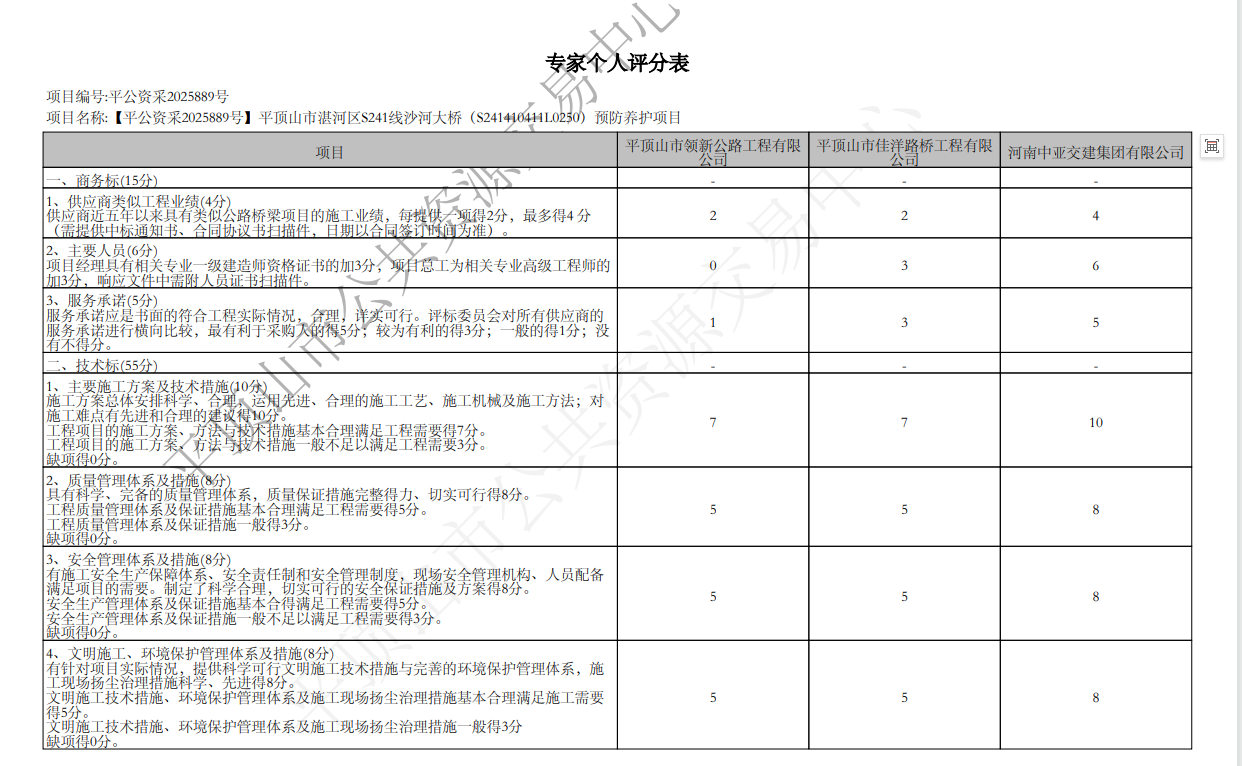 专家个人评分表
项目编号:平公资采2025889号
项目名称:【平公资采2025889号】平顶山市湛河区S241线沙河大桥（S241410411L0250）预防养护项目
项目
平顶山市领新公路工程有限公司
平顶山市佳洋路桥工程有限公司
河南中亚交建集团有限公司
一、商务标(15分)
- - -
1、供应商类似工程业绩(4分)
供应商近五年以来具有类似公路桥梁项目的施工业绩，每提供一项得2分，最多得4 分
（需提供中标通知书、合同协议书扫描件，日期以合同签订时间为准）。
2 2 4
2、主要人员(6分)
项目经理具有相关专业一级建造师资格证书的加3分，项目总工为相关专业高级工程师的
加3分，响应文件中需附人员证书扫描件。
0 3 6
3、服务承诺(5分)
服务承诺应是书面的符合工程实际情况，合理，详实可行。评标委员会对所有供应商的
服务承诺进行横向比较，最有利于采购人的得5分；较为有利的得3分；一般的得1分；没
有不得分。
1 3 5
二、技术标(55分)
- - -
1、主要施工方案及技术措施(10分)
施工方案总体安排科学、合理，运用先进、合理的施工工艺、施工机械及施工方法；对
施工难点有先进和合理的建议得10分。
工程项目的施工方案、方法与技术措施基本合理满足工程需要得7分。
工程项目的施工方案、方法与技术措施一般不足以满足工程需要3分。
缺项得0分。
7 7 10
2、质量管理体系及措施(8分)
具有科学、完备的质量管理体系，质量保证措施完整得力、切实可行得8分。
工程质量管理体系及保证措施基本合理满足工程需要得5分。
工程质量管理体系及保证措施一般得3分。
缺项得0分。
5 5 8
3、安全管理体系及措施(8分)
有施工安全生产保障体系、安全责任制和安全管理制度，现场安全管理机构、人员配备
满足项目的需要。制定了科学合理，切实可行的安全保证措施及方案得8分。
安全生产管理体系及保证措施基本合得满足工程需要得5分。
安全生产管理体系及保证措施一般不足以满足工程需要得3分。
缺项得0分。
5 5 8
4、文明施工、环境保护管理体系及措施(8分)
有针对项目实际情况，提供科学可行文明施工技术措施与完善的环境保护管理体系，施
工现场扬尘治理措施科学、先进得8分。
文明施工技术措施、环境保护管理体系及施工现场扬尘治理措施基本合理满足施工需要
得5分。
文明施工技术措施、环境保护管理体系及施工现场扬尘治理措施一般得3分
缺项得0分。
5 5 8
平顶山市公共资源交易中心
平顶山市公共资源交易中心